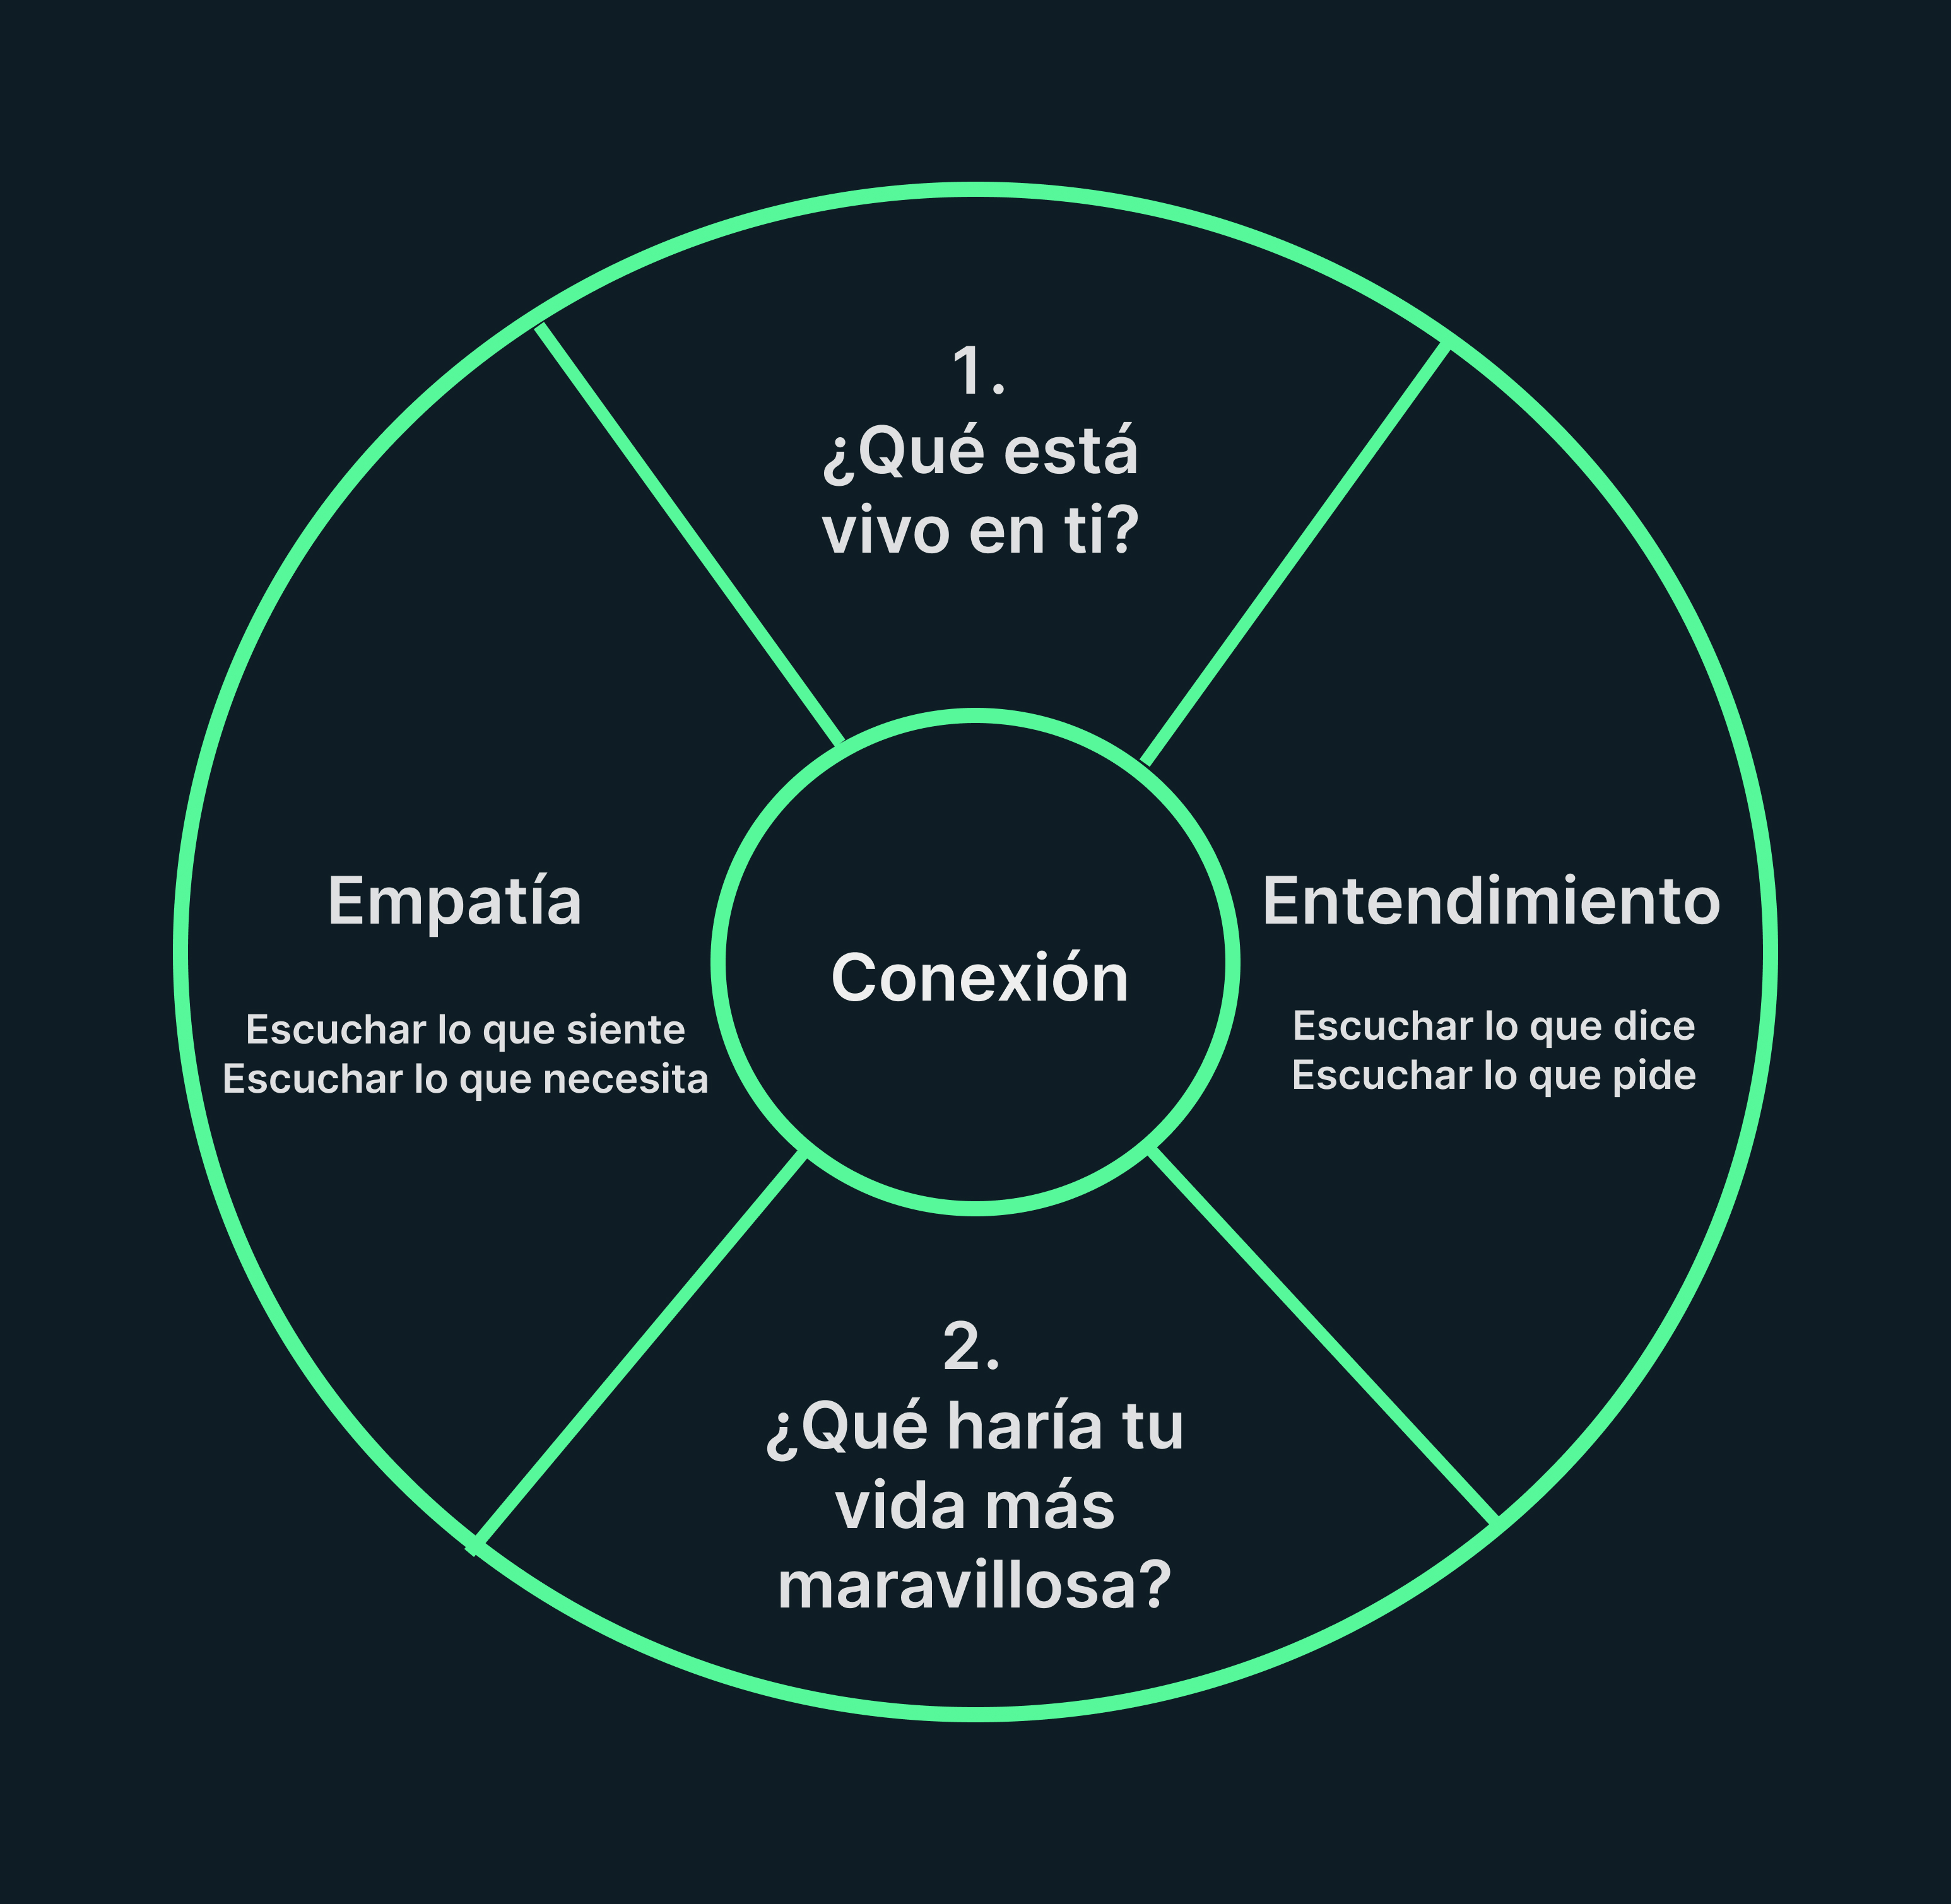 1.
¿Qué está
vivo en ti?
Empatía
Escuchar lo que siente
Escuchar lo que necesita
Conexión
Entendimiento
Escuchar lo que dice
Escuchar lo que pide
2.
¿Qué haría tu
vida más
maravillosa?